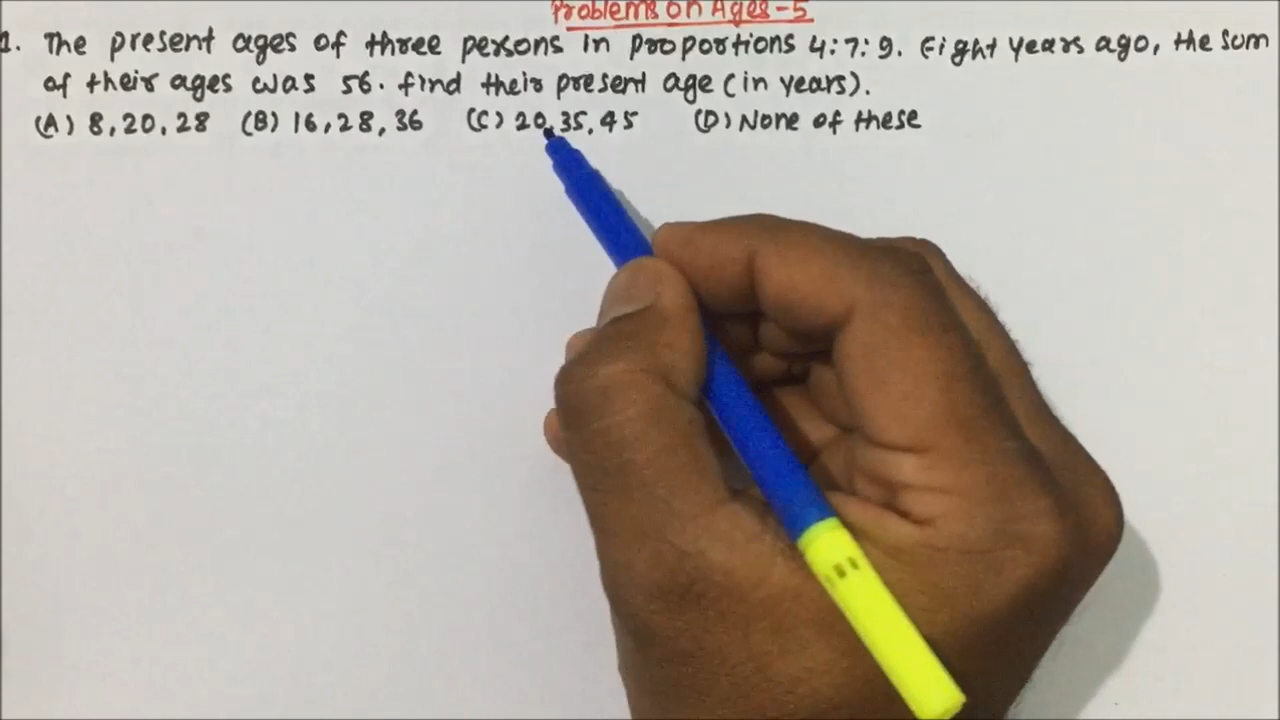 Problems on Ages-5
1. The present ages of three persons in proportions 4:7:9. Eight years ago, the sum
of their ages was 56. find their present age (in years).
(A) 8,20,28 (B) 16,28,36 (C) 20,35,45 (D) None of these